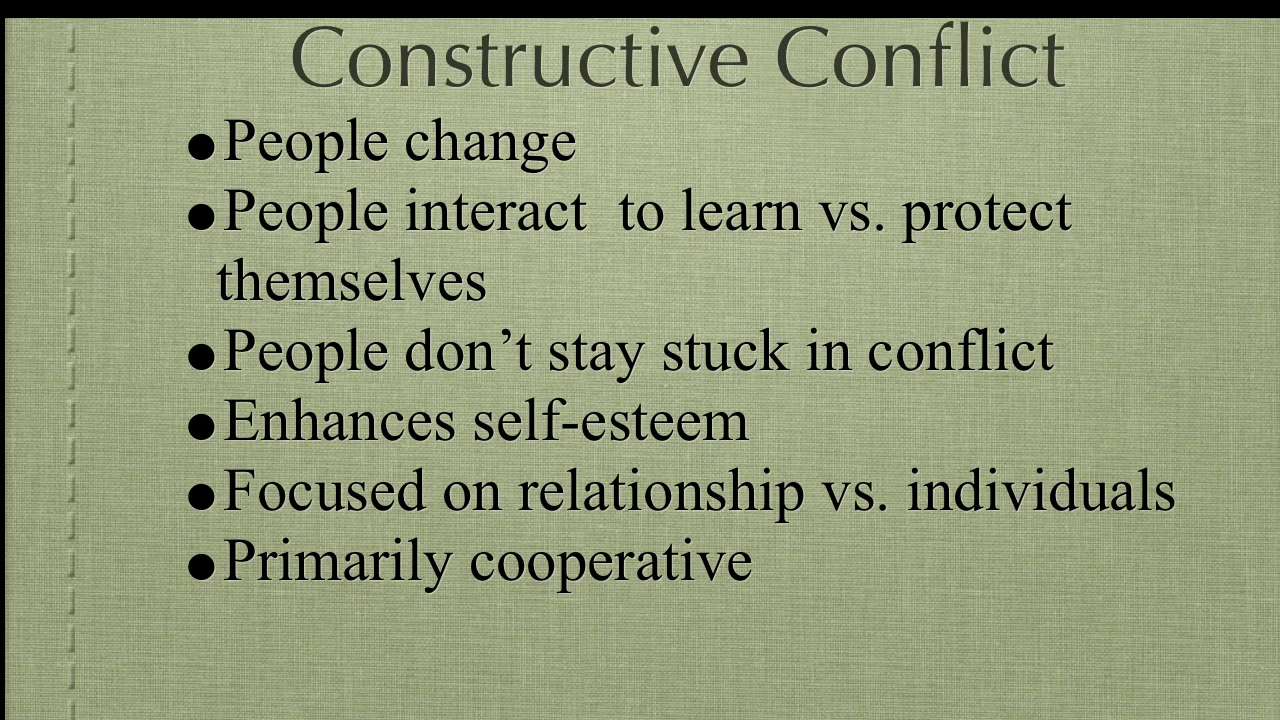 Constructive Conflict
●People change
●People interact  to learn vs. protect
themselves
●People don’t stay stuck in conflict
●Enhances self-esteem
●Focused on relationship vs. individuals
●Primarily cooperative